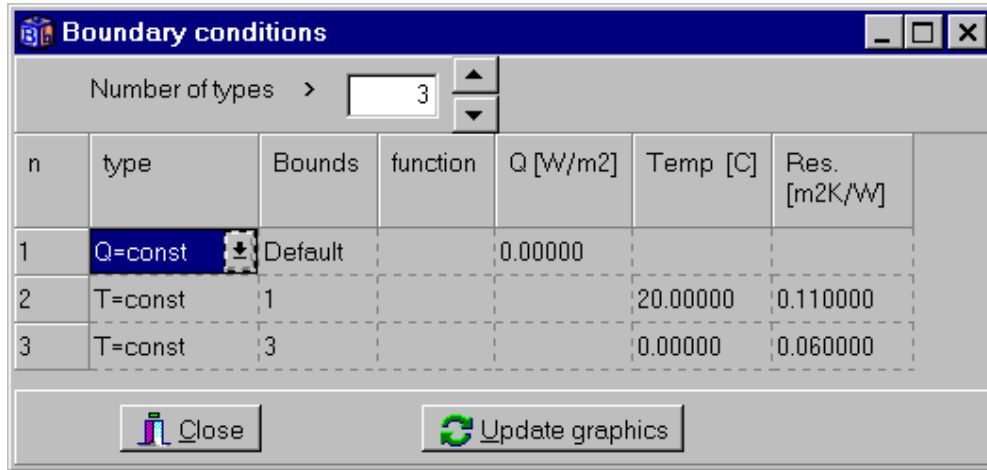 Boundary conditions
Number of types > 3
n type Bounds function Q [W/m2] Temp [C] Res. [m2K/W]
1 Q=const Default 0.00000
2 T=const 1 20.00000 0.110000
3 T=const 3 0.00000 0.060000
Close Update graphics